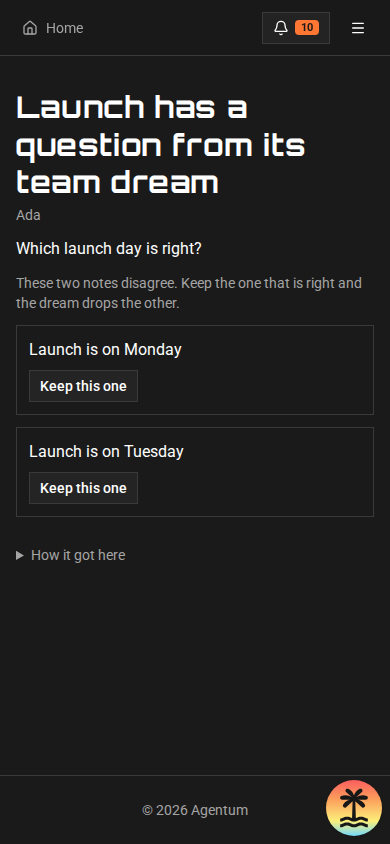 Home
10
Launch has a
question from its
team dream
Ada
Which launch day is right?
These two notes disagree. Keep the one that is right and
the dream drops the other.
Launch is on Monday
Keep this one
Launch is on Tuesday
Keep this one
How it got here
© 2026 Agentum